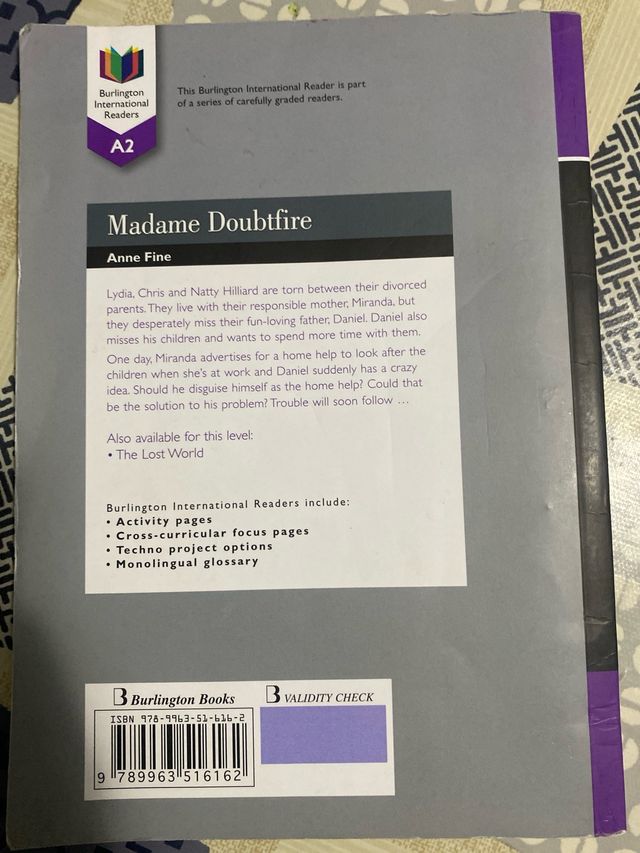 Burlington
International
Readers
A2
This Burlington International Reader is part
of a series of carefully graded readers.
Madame Doubtfire
Anne Fine
Lydia, Chris and Natty Hilliard are torn between their divorced
parents. They live with their responsible mother, Miranda, but
they desperately miss their fun-loving father, Daniel. Daniel also
misses his children and wants to spend more time with them.
One day, Miranda advertises for a home help to look after the
children when she's at work and Daniel suddenly has a crazy
idea. Should he disguise himself as the home help? Could that
be the solution to his problem? Trouble will soon follow ...
Also available for this level:
• The Lost World
Burlington International Readers include:
• Activity pages
• Cross-curricular focus pages
• Techno project options
• Monolingual glossary
B Burlington Books
B VALIDITY CHECK
ISBN 978-9963-51-616-2
9 789963 516162